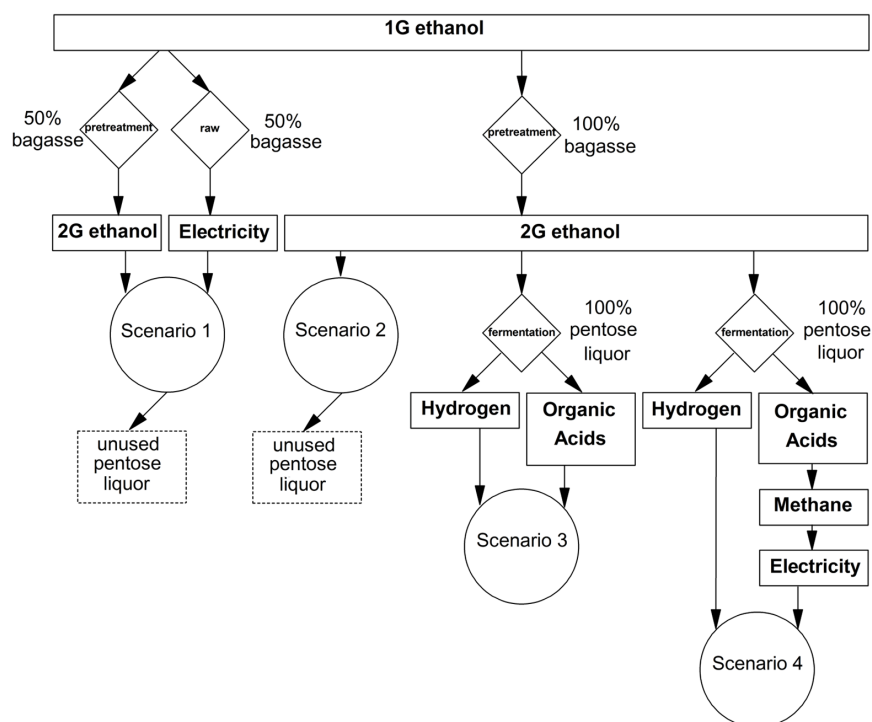 1G ethanol
50%
bagasse
pretreatment
raw
50%
bagasse
pretreatment
100%
bagasse
2G ethanol
Electricity
2G ethanol
Scenario 1
Scenario 2
fermentation
100%
pentose
liquor
fermentation
100%
pentose
liquor
Hydrogen
Organic
Acids
Hydrogen
Organic
Acids
unused
pentose
liquor
unused
pentose
liquor
Methane
Scenario 3
Electricity
Scenario 4